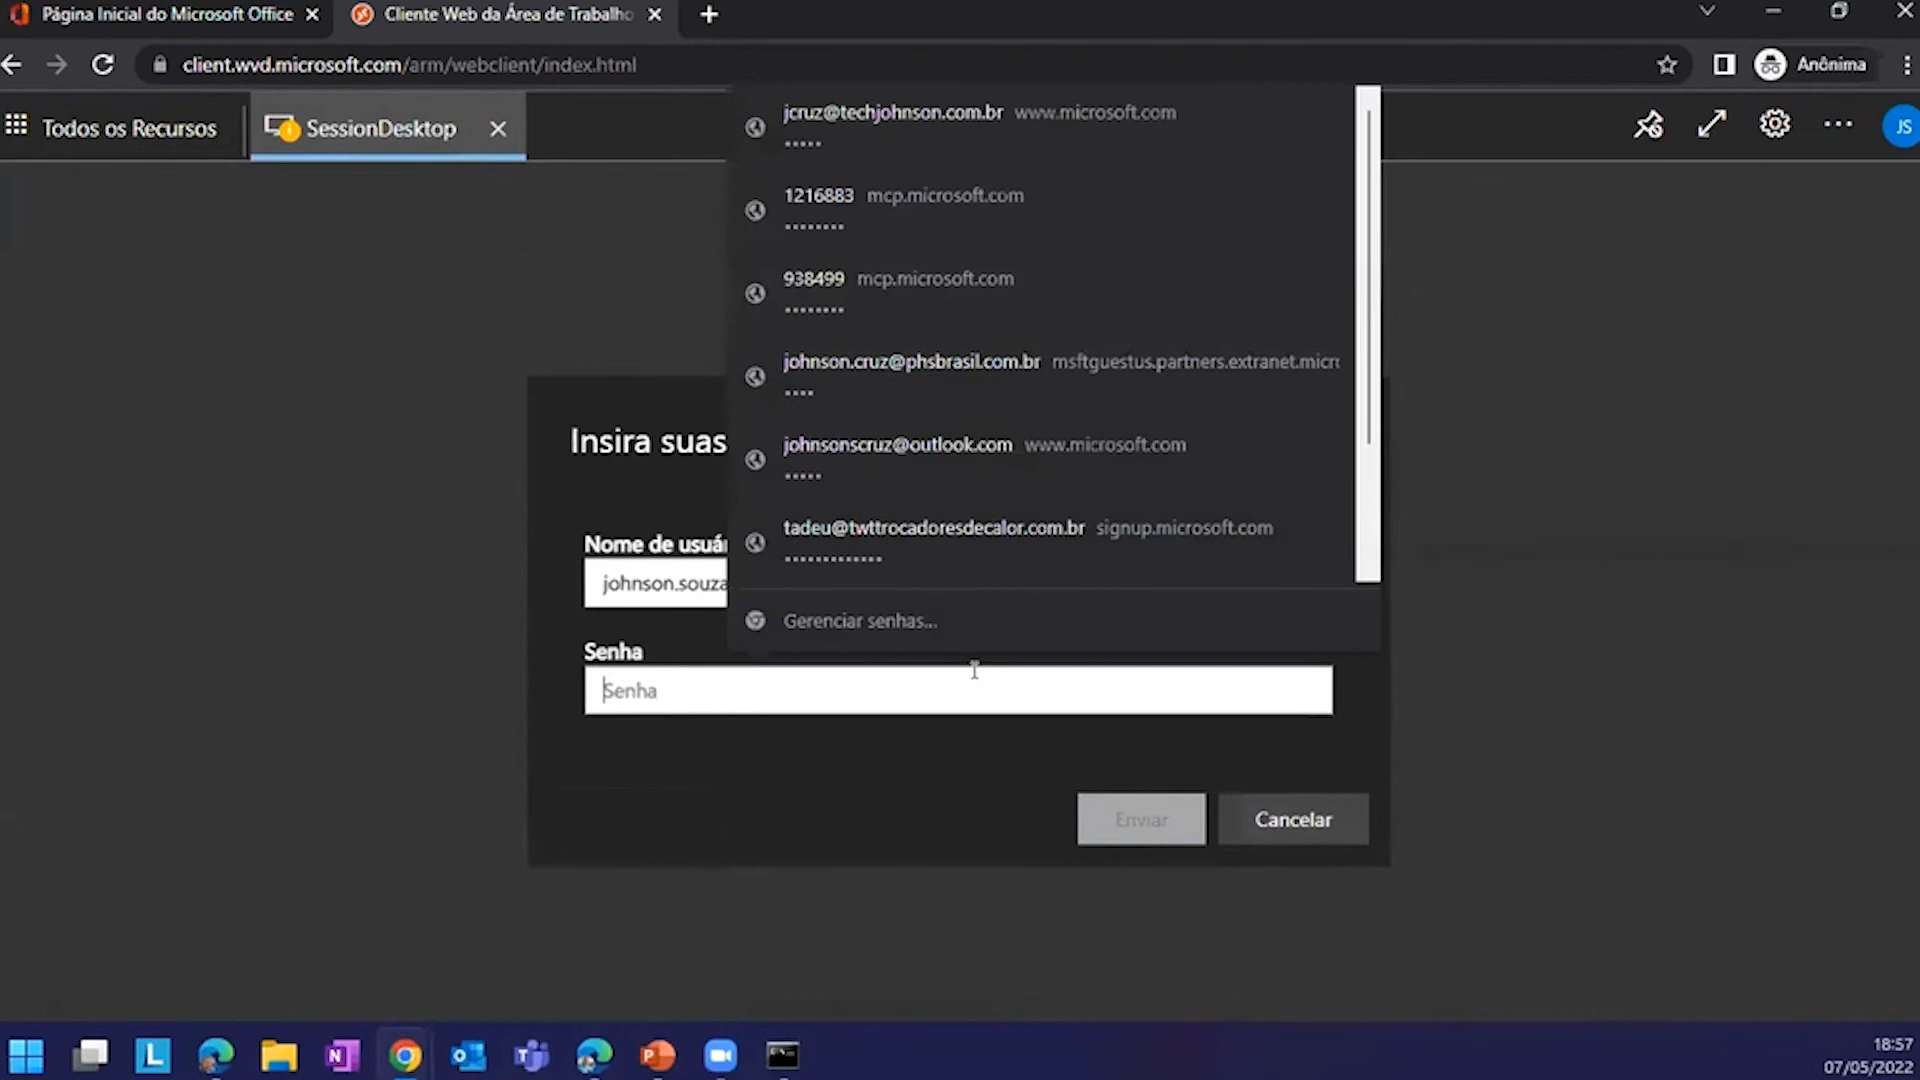 Página Inicial do Microsoft Office
Cliente Web da Área de Trabalho
client.wvd.microsoft.com/arm/webclient/index.html
Anônima
Todos os Recursos
SessionDesktop
JS
jcruz@techjohnson.com.br www.microsoft.com
•••••
1216883 mcp.microsoft.com
••••••••
938499 mcp.microsoft.com
••••••••
johnson.cruz@phsbrasil.com.br msftguestus.partners.extranet.micr
••••
johnsonscruz@outlook.com www.microsoft.com
•••••
tadeu@twttrocadoresdecalor.com.br signup.microsoft.com
•••••••••••••
Gerenciar senhas...
Insira suas
Nome de usuá
johnson.souza
Senha
Senha
Enviar
Cancelar
18:57
07/05/2022